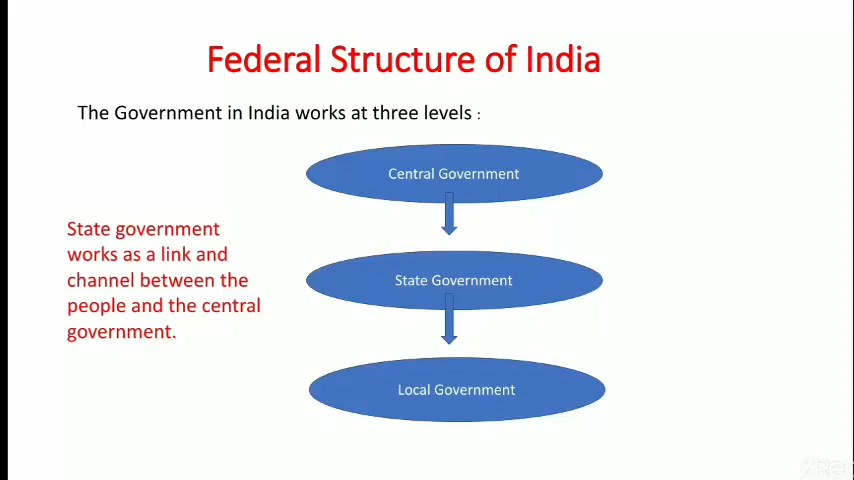 Federal Structure of India
The Government in India works at three levels :
Central Government
State government
works as a link and
channel between the
people and the central
government.
State Government
Local Government